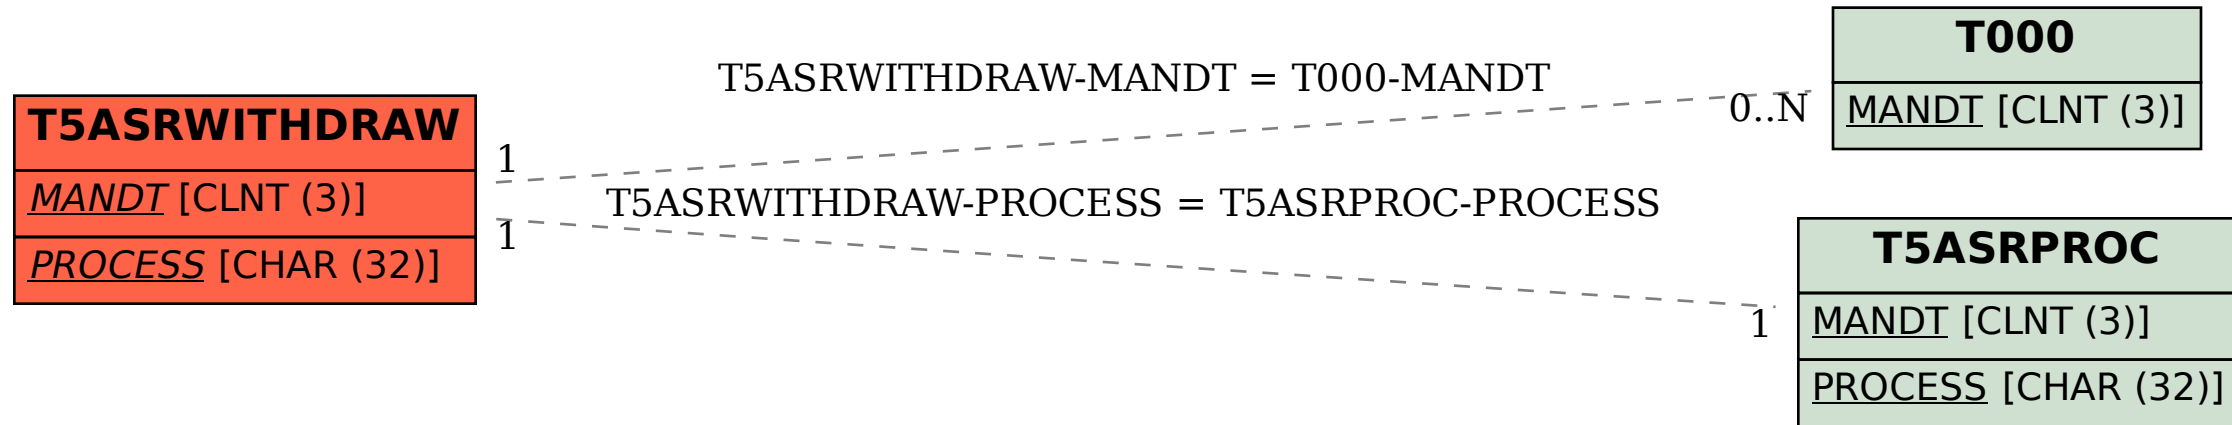 T5ASRWITHDRAW
MANDT [CLNT (3)]
PROCESS [CHAR (32)]
T5ASRWITHDRAW-MANDT = T000-MANDT
1
0..N
T5ASRWITHDRAW-PROCESS = T5ASRPROC-PROCESS
1
1
T000
MANDT [CLNT (3)]
T5ASRPROC
MANDT [CLNT (3)]
PROCESS [CHAR (32)]